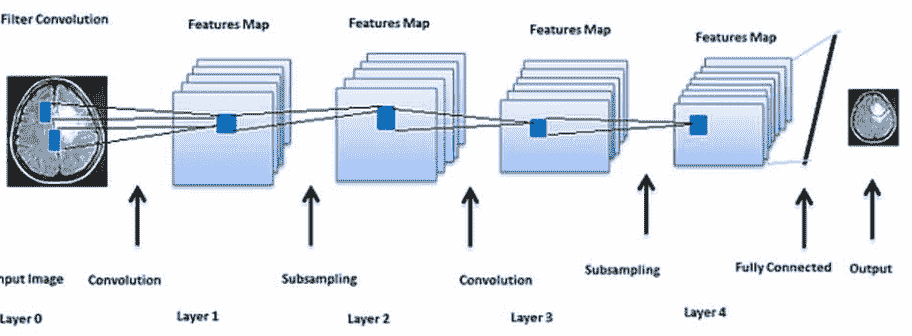 Filter Convolution
Features Map
Features Map
Features Map
Features Map
nput Image
Convolution
Subsampling
Convolution
Subsampling
Fully Connected
Output
Layer 0
Layer 1
Layer 2
Layer 3
Layer 4